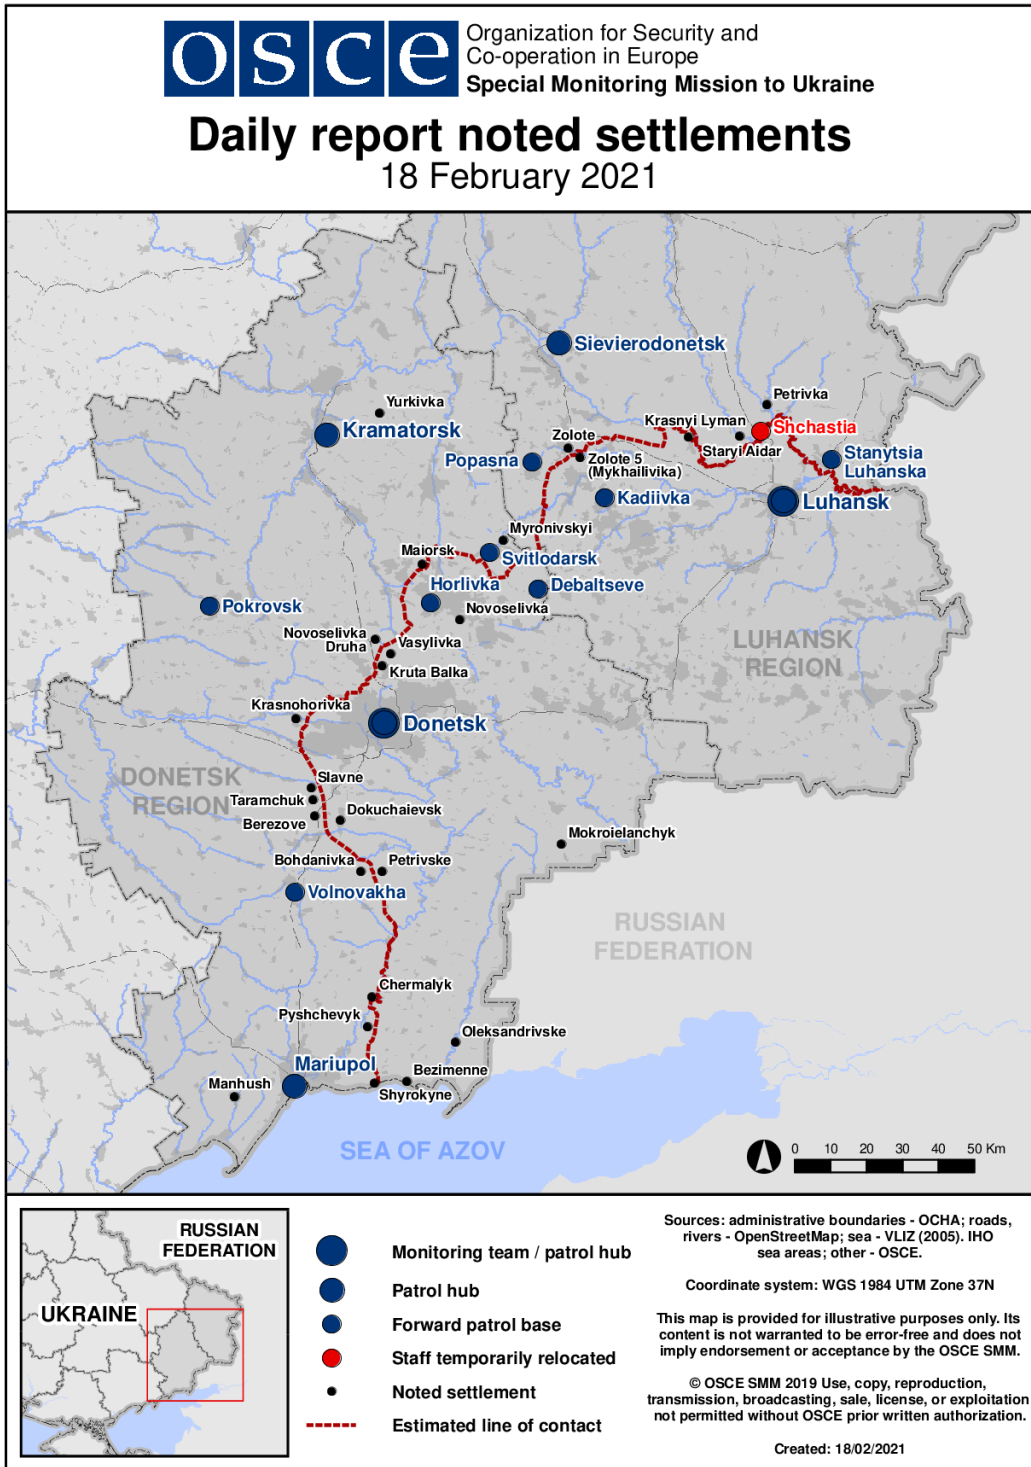 osce
Organization for Security and
Co-operation in Europe
Special Monitoring Mission to Ukraine
Daily report noted settlements
18 February 2021
Sievierodonetsk
Yurkivka
Petrivka
Kramatorsk
Krasnyi Lyman
Shchastia
Zolote
Staryi Aidar
Popasna
Zolote 5
(Mykhailivika)
Stanytsia
Luhanska
Kadiivka
Luhansk
Myronivskyi
Maiorsk
Svitlodarsk
Horlivka
Debaltseve
Pokrovsk
Novoselivka
Novoselivka
Druha
Vasylivka
LUHANSK
REGION
Kruta Balka
Krasnohorivka
Donetsk
DONETSK
REGION
Slavne
Taramchuk
Dokuchaievsk
Berezove
Mokroielanchyk
Bohdanivka
Petrivske
Volnovakha
RUSSIAN
FEDERATION
Chermalyk
Pyshchevyk
Oleksandrivske
Mariupol
Bezimenne
Manhush
Shyrokyne
SEA OF AZOV
0 10 20 30 40 50 Km
RUSSIAN
FEDERATION
UKRAINE
Monitoring team / patrol hub
Patrol hub
Forward patrol base
Staff temporarily relocated
Noted settlement
Estimated line of contact
Sources: administrative boundaries - OCHA; roads,
rivers - OpenStreetMap; sea - VLIZ (2005). IHO
sea areas; other - OSCE.
Coordinate system: WGS 1984 UTM Zone 37N
This map is provided for illustrative purposes only. Its
content is not warranted to be error-free and does not
imply endorsement or acceptance by the OSCE SMM.
© OSCE SMM 2019 Use, copy, reproduction,
transmission, broadcasting, sale, license, or exploitation
not permitted without OSCE prior written authorization.
Created: 18/02/2021